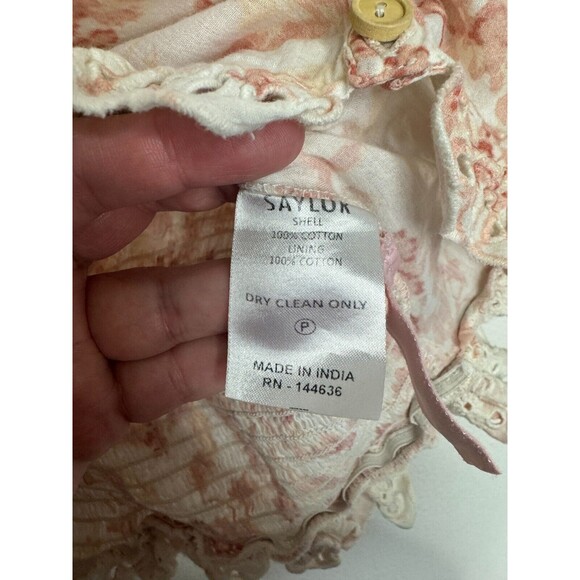 SAYLOR
SHELL
100% COTTON
LINING
100% COTTON
DRY CLEAN ONLY
P
MADE IN INDIA
RN - 144636